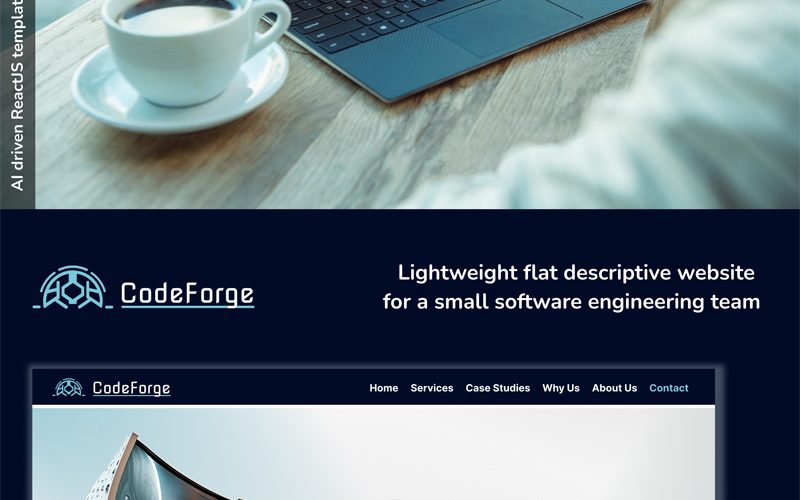 AI driven ReactJS templat
CodeForge
Lightweight flat descriptive website
for a small software engineering team
CodeForge
Home Services Case Studies Why Us About Us Contact